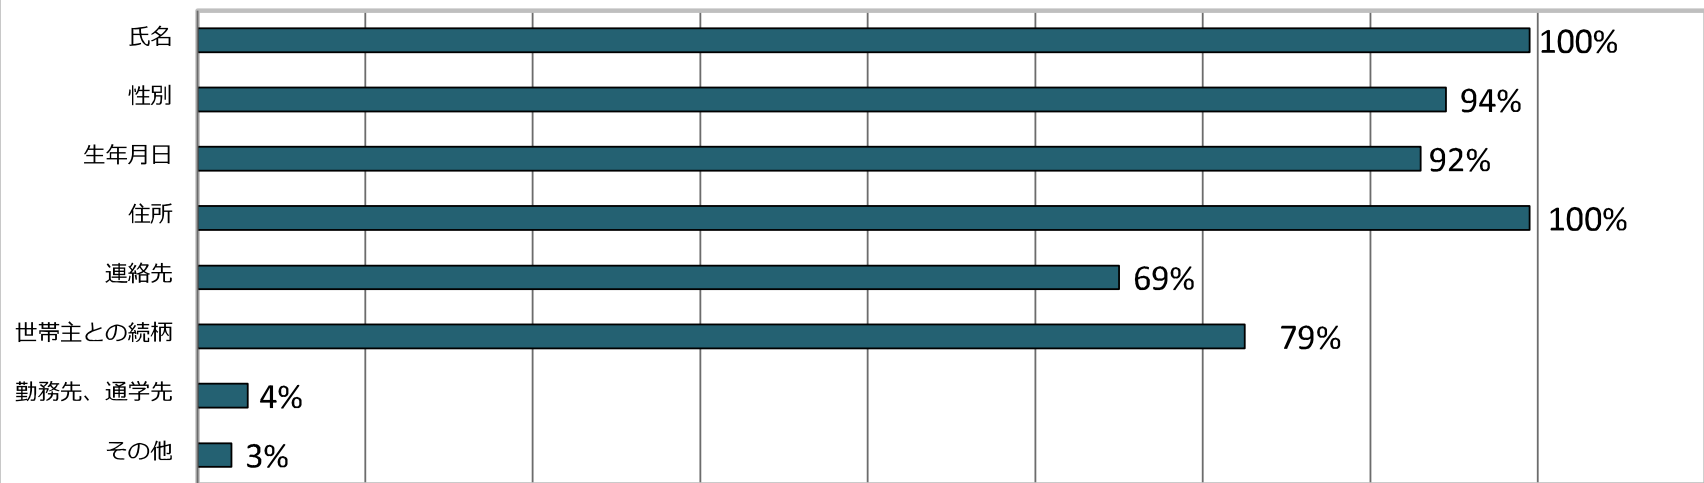 氏名 100%
性別 94%
生年月日 92%
住所 100%
連絡先 69%
世帯主との続柄 79%
勤務先、通学先 4%
その他 3%